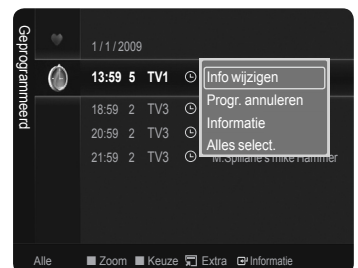 Geprogrammeerd
1 / 1 / 2009
13:59 5 TV1
18:59 2 TV3
20:59 2 TV3
21:59 2 TV3 M.Spillane's mike Hammer
Info wijzigen
Progr. annuleren
Informatie
Alles select.
Alle Zoom Keuze Extra Informatie